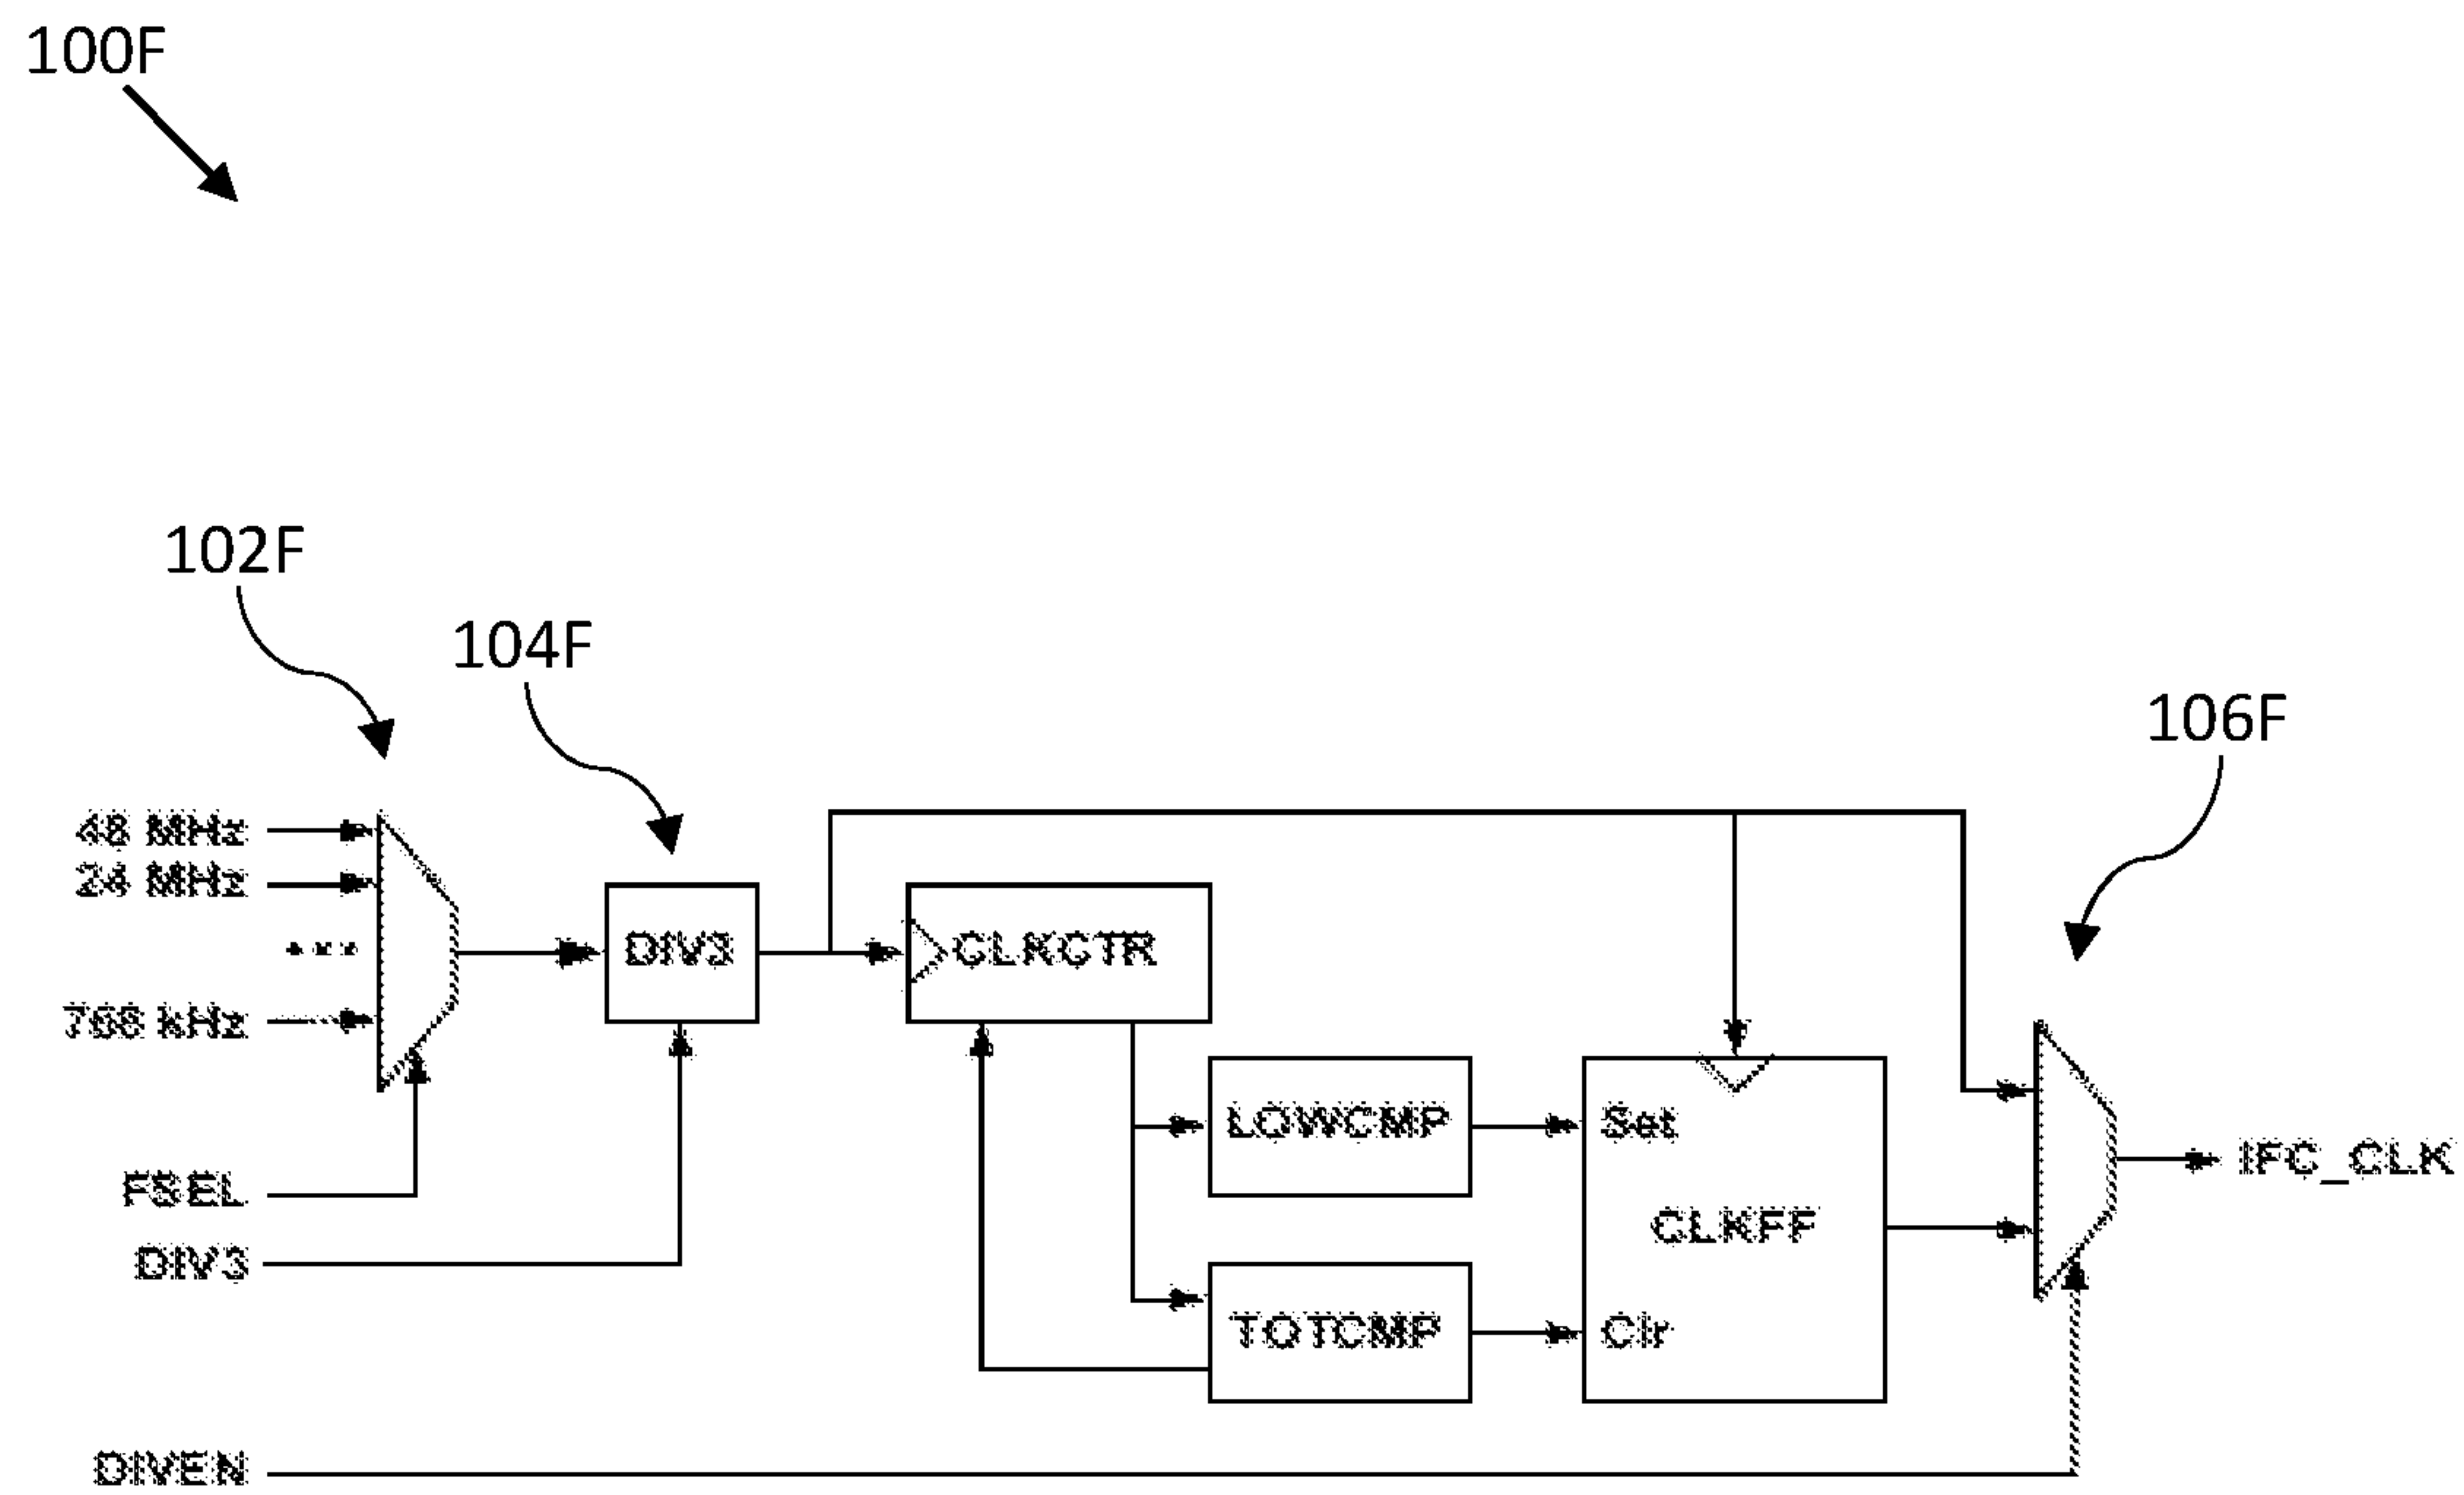 100F
102F
104F
106F
48 MHz
24 MHz
...
768 kHz
DIV3
CLKCTR
LOWCMP
Set
FSEL
IFC_CLK
CLKFF
DIV3
TOTCMP
Clr
DIVEN